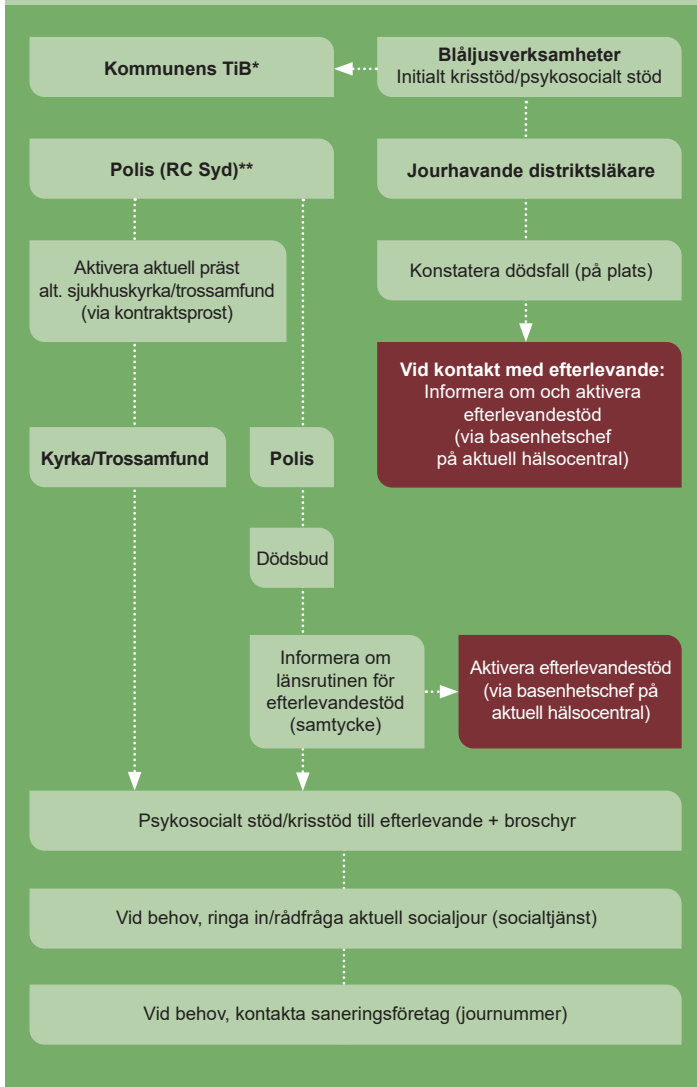 Kommunens TiB*
Blåljusverksamheter
Initialt krisstöd/psykosocialt stöd
Polis (RC Syd)**
Jourhavande distriktsläkare
Aktivera aktuell präst
alt. sjukhuskyrka/trossamfund
(via kontraktsprost)
Konstatera dödsfall (på plats)
Vid kontakt med efterlevande:
Informera om och aktivera
efterlevandestöd
(via basenhetschef
på aktuell hälsocentral)
Kyrka/Trossamfund
Polis
Dödsbud
Informera om
länsrutinen för
efterlevandestöd
(samtycke)
Aktivera efterlevandestöd
(via basenhetschef på
aktuell hälsocentral)
Psykosocialt stöd/krisstöd till efterlevande + broschyr
Vid behov, ringa in/rådfråga aktuell socialjour (socialtjänst)
Vid behov, kontakta saneringsföretag (journummer)